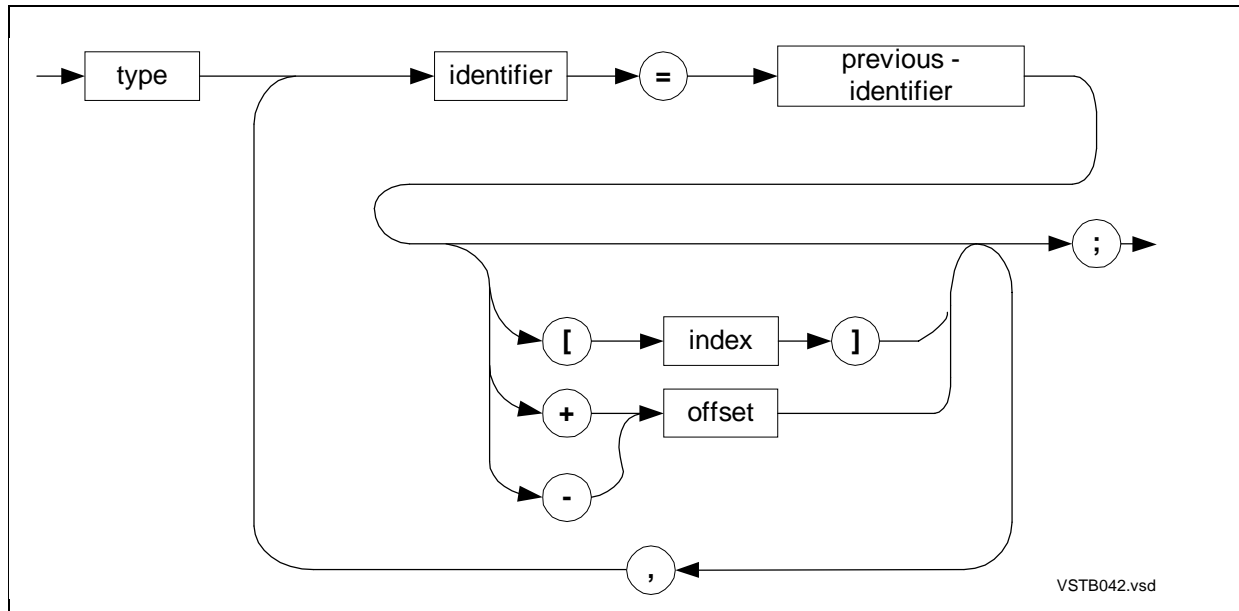 type
identifier
=
previous -
identifier
;
[
index
]
+
offset
-
,
VSTB042.vsd